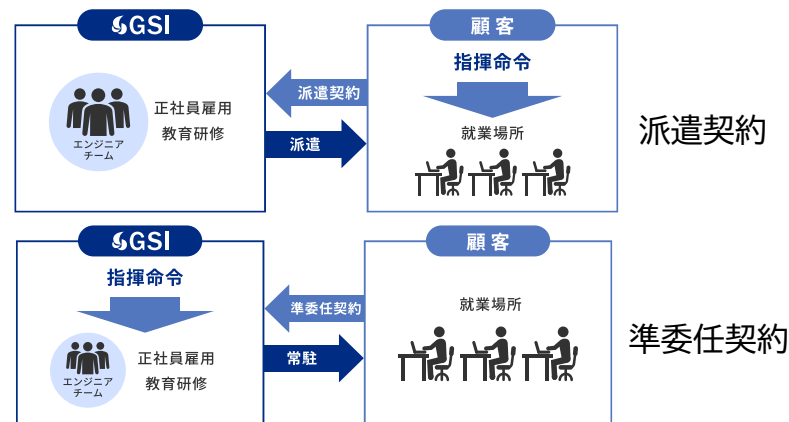 GSI
顧客
指揮命令
派遣契約
正社員雇用
教育研修
エンジニア
チーム
派遣
就業場所
派遣契約
GSI
顧客
指揮命令
準委任契約
就業場所
正社員雇用
教育研修
エンジニア
チーム
常駐
準委任契約